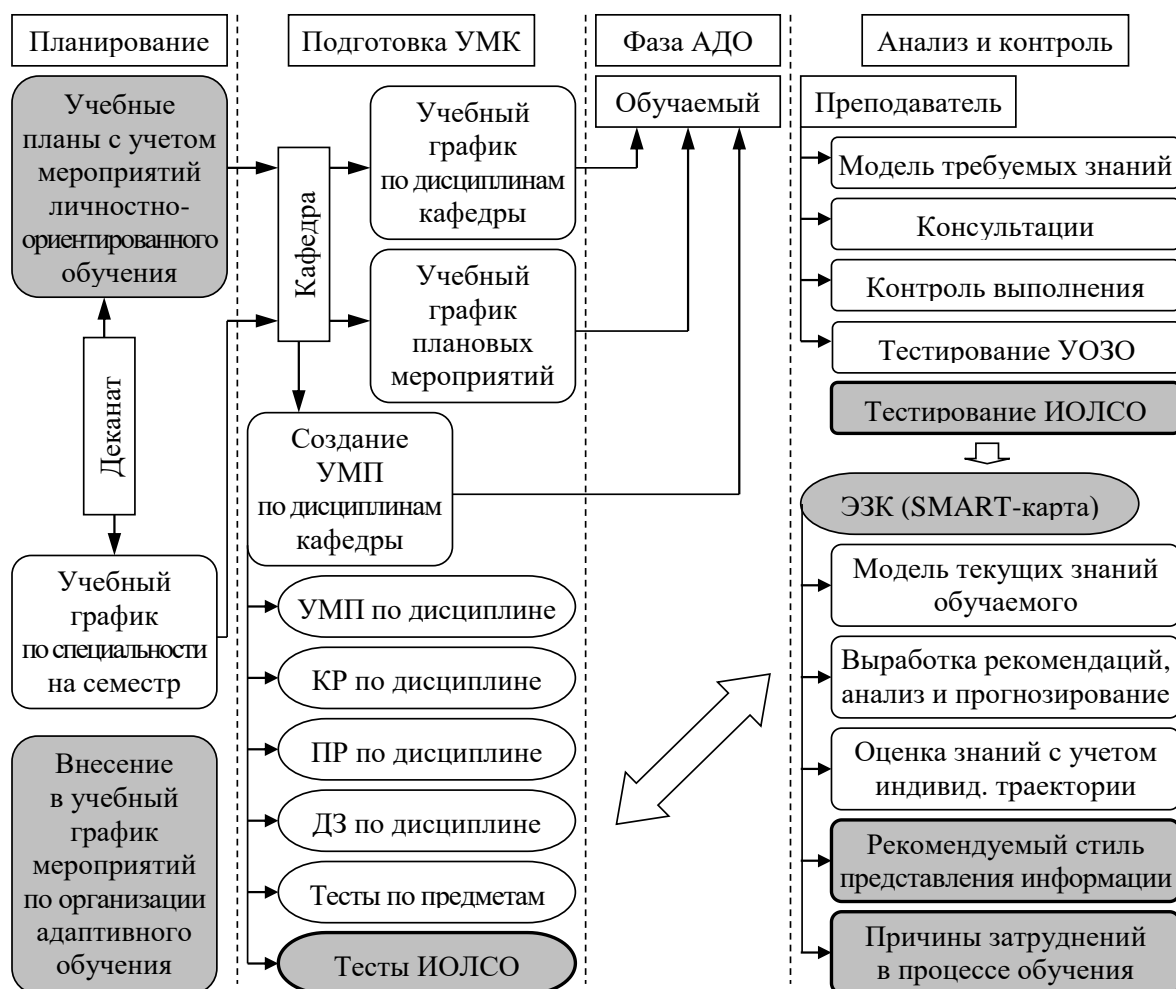 Планирование
Учебные
планы с учетом
мероприятий
личностно-
ориентированного
обучения
Деканат
Учебный
график
по специальности
на семестр
Внесение
в учебный
график
мероприятий
по организации
адаптивного
обучения
Подготовка УМК
Кафедра
Учебный
график
по дисциплинам
кафедры
Учебный
график
плановых
мероприятий
Создание
УМП
по дисциплинам
кафедры
УМП по дисциплине
КР по дисциплине
ПР по дисциплине
ДЗ по дисциплине
Тесты по предметам
Тесты ИОЛСО
Фаза АДО
Обучаемый
Анализ и контроль
Преподаватель
Модель требуемых знаний
Консультации
Контроль выполнения
Тестирование УОЗО
Тестирование ИОЛСО
ЭЗК (SMART-карта)
Модель текущих знаний
обучаемого
Выработка рекомендаций,
анализ и прогнозирование
Оценка знаний с учетом
индивид. траектории
Рекомендуемый стиль
представления информации
Причины затруднений
в процессе обучения